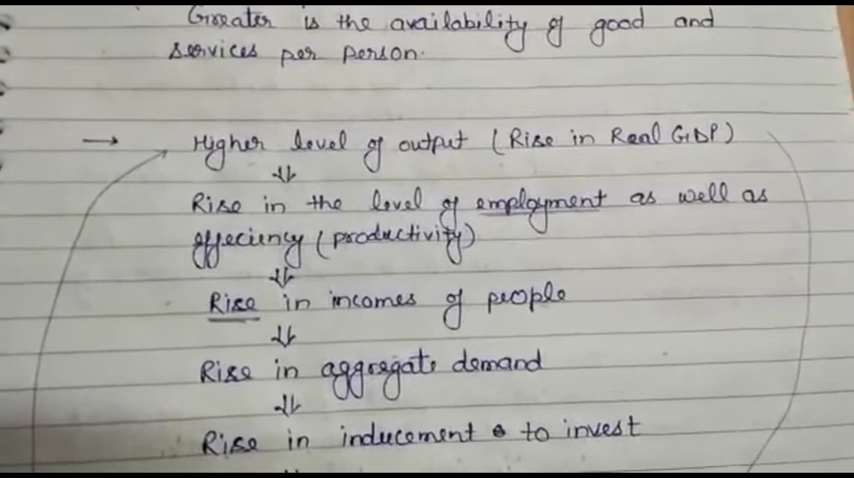 Greater is the availability of good and
services per person.
→ Higher level of output (Rise in Real GDP)
⇓
Rise in the level of employment as well as
effeciency (productivity)
⇓
Rise in incomes of people
⇓
Rise in aggregate demand
⇓
Rise in inducement to invest